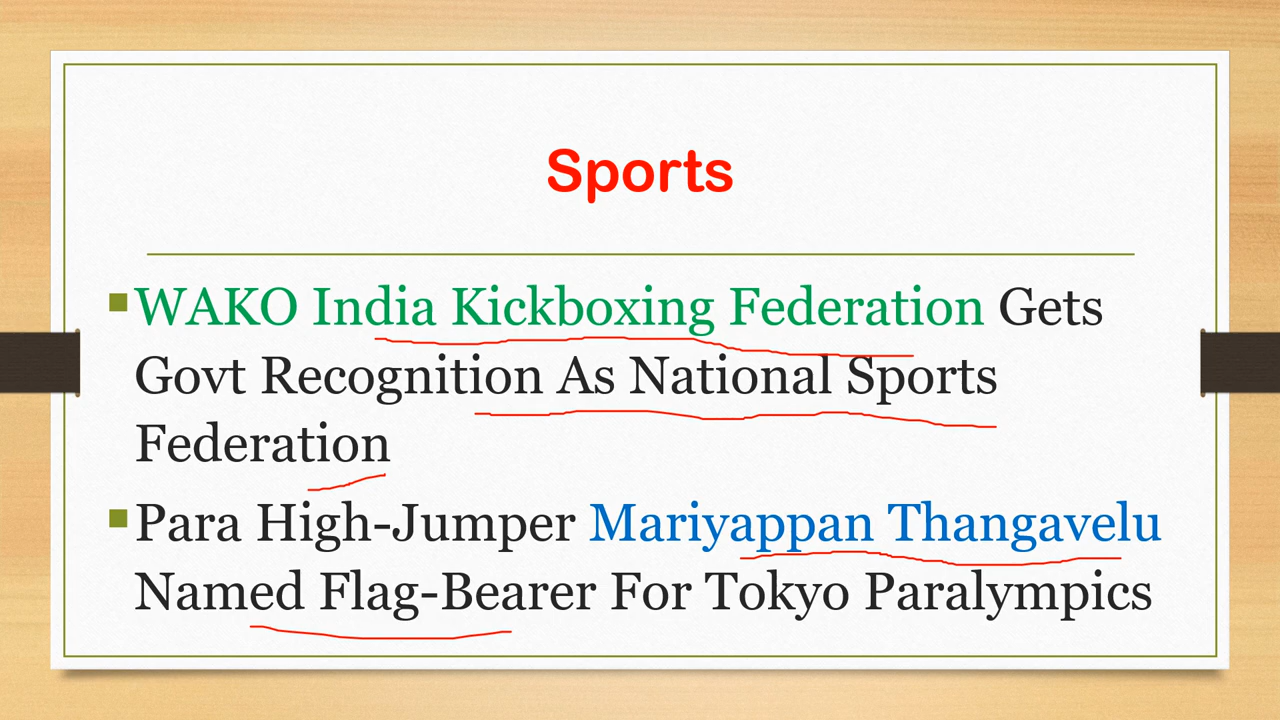 Sports
WAKO India Kickboxing Federation Gets
Govt Recognition As National Sports
Federation
Para High-Jumper Mariyappan Thangavelu
Named Flag-Bearer For Tokyo Paralympics